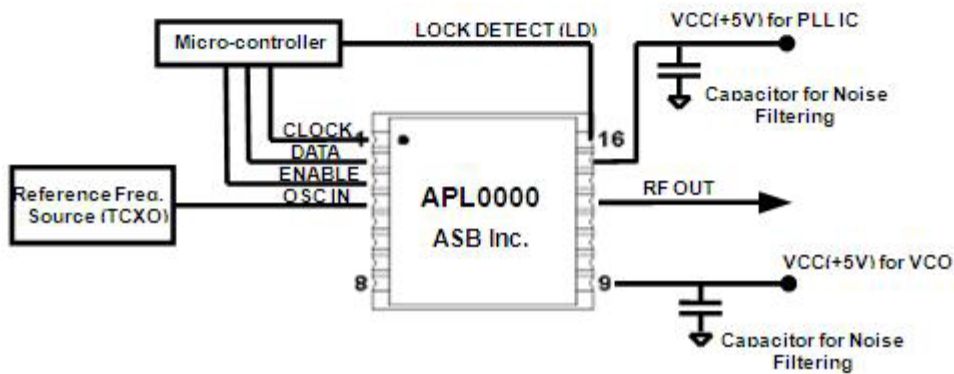 Micro-controller
LOCK DETECT (LD)
VCC(+5V) for PLL IC
Capacitor for Noise
Filtering
CLOCK
1
16
DATA
ENABLE
OSC IN
Reference Freq.
Source (TCXO)
APL0000
ASB Inc.
RF OUT
8
9
VCC(+5V) for VCO
Capacitor for Noise
Filtering